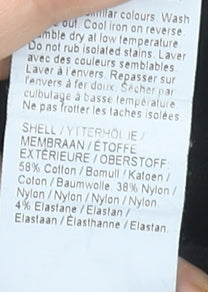 similar colours. Wash
out. Cool iron on reverse.
Tumble dry at low temperature.
Do not rub isolated stains. Laver
avec des couleurs semblables.
Laver à l'envers. Repasser sur
l'envers à fer doux. Sécher par
culbutage à basse température
Ne pas frotter les taches isolées
SHELL / YTTERHÖLJE /
MEMBRAAN / ÉTOFFE
EXTÉRIEURE / OBERSTOFF:
58% Cotton / Bomull / Katoen /
Coton / Baumwolle. 38% Nylon /
Nylon / Nylon / Nylon / Nylon.
4% Elastane / Elastan /
Elastaan / Élasthanne / Elastan.